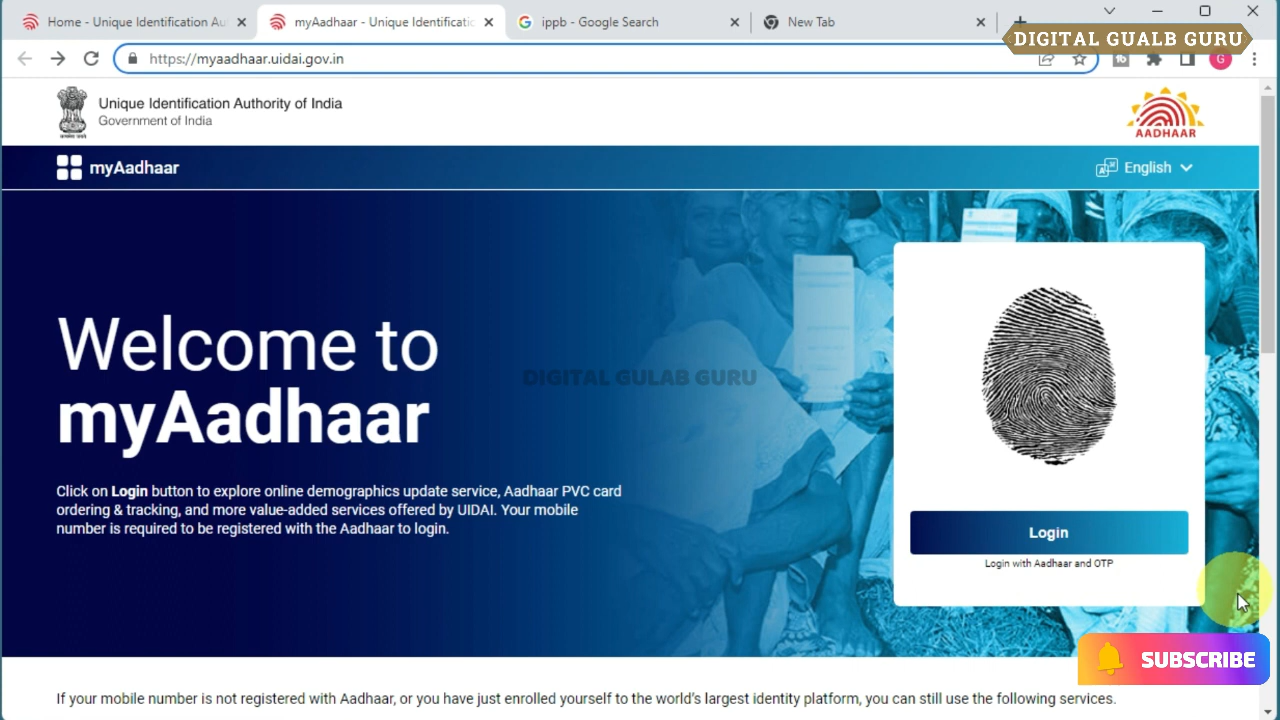 Home - Unique Identification Au
myAadhaar - Unique Identificatic
ippb - Google Search
New Tab
DIGITAL GUALB GURU
https://myaadhaar.uidai.gov.in
G
Unique Identification Authority of India
Government of India
AADHAAR
myAadhaar
English
Welcome to
myAadhaar
DIGITAL GULAB GURU
Click on Login button to explore online demographics update service, Aadhaar PVC card
ordering & tracking, and more value-added services offered by UIDAI. Your mobile
number is required to be registered with the Aadhaar to login.
Login
Login with Aadhaar and OTP
SUBSCRIBE
If your mobile number is not registered with Aadhaar, or you have just enrolled yourself to the world's largest identity platform, you can still use the following services.